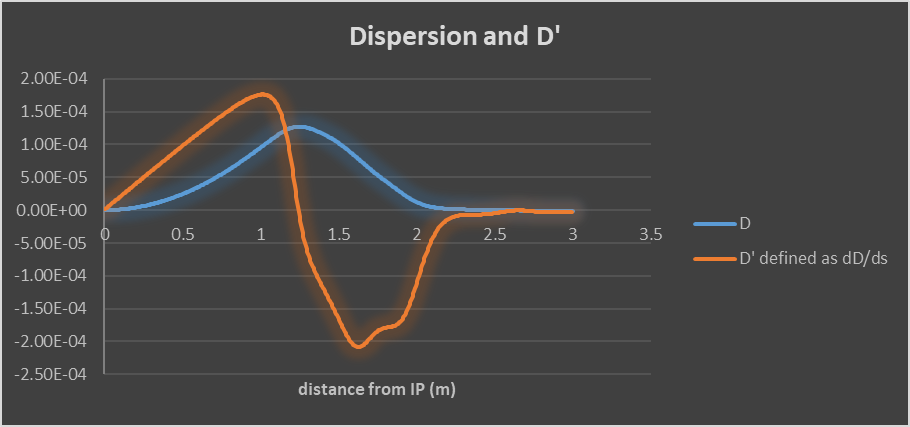 Dispersion and D'
2.00E-04
1.50E-04
1.00E-04
5.00E-05
0.00E+00
0 0.5 1 1.5 2 2.5 3 3.5
-5.00E-05
-1.00E-04
-1.50E-04
-2.00E-04
-2.50E-04
distance from IP (m)
D
D' defined as dD/ds